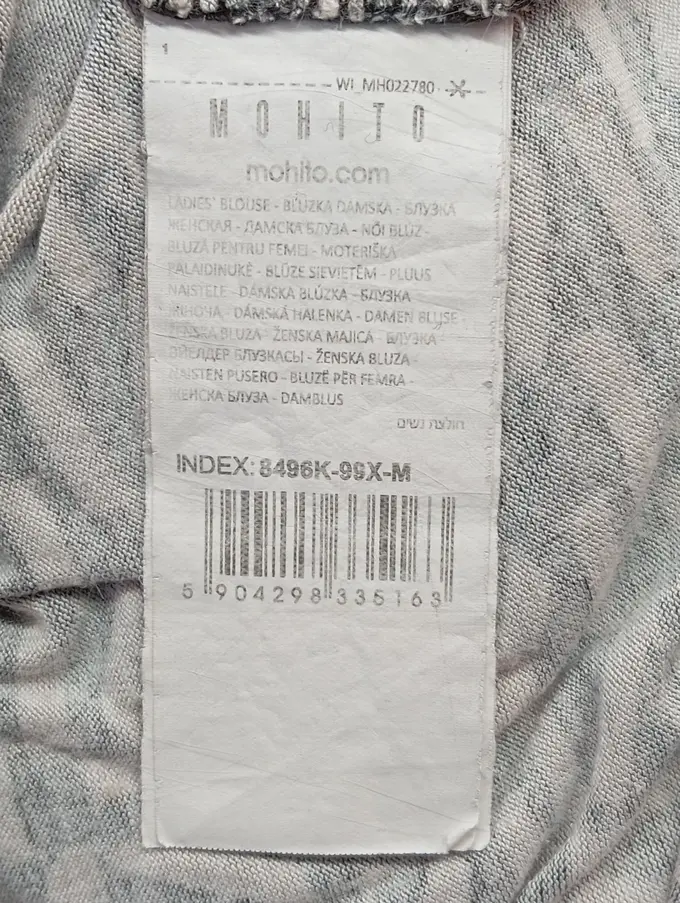 1
WI_MH022780
MOHITO
mohito.com
LADIES' BLOUSE - BLUZKA DAMSKA - БЛУЗКА
ЖЕНСКАЯ - ДАМСКА БЛУЗА - NŐI BLÚZ -
BLUZĂ PENTRU FEMEI - MOTERIŠKA
PALAIDINUKĖ - BLŪZE SIEVIETĒM - PLUUS
NAISTELE - DÁMSKA BLÚZKA - БЛУЗКА
ЖІНОЧА - DÁMSKÁ HALENKA - DAMEN BLUSE -
ŽENSKA BLUZA - ŽENSKA MAJICA - БЛУЗКА -
ӘЙЕЛДЕР БЛУЗКАСЫ - ŽENSKA BLUZA -
NAISTEN PUSERO - BLUZË PËR FEMRA -
ЖЕНСКА БЛУЗА - DAMBLUS
חולצת נשים
INDEX: 8496K-99X-M
5 904298 335163